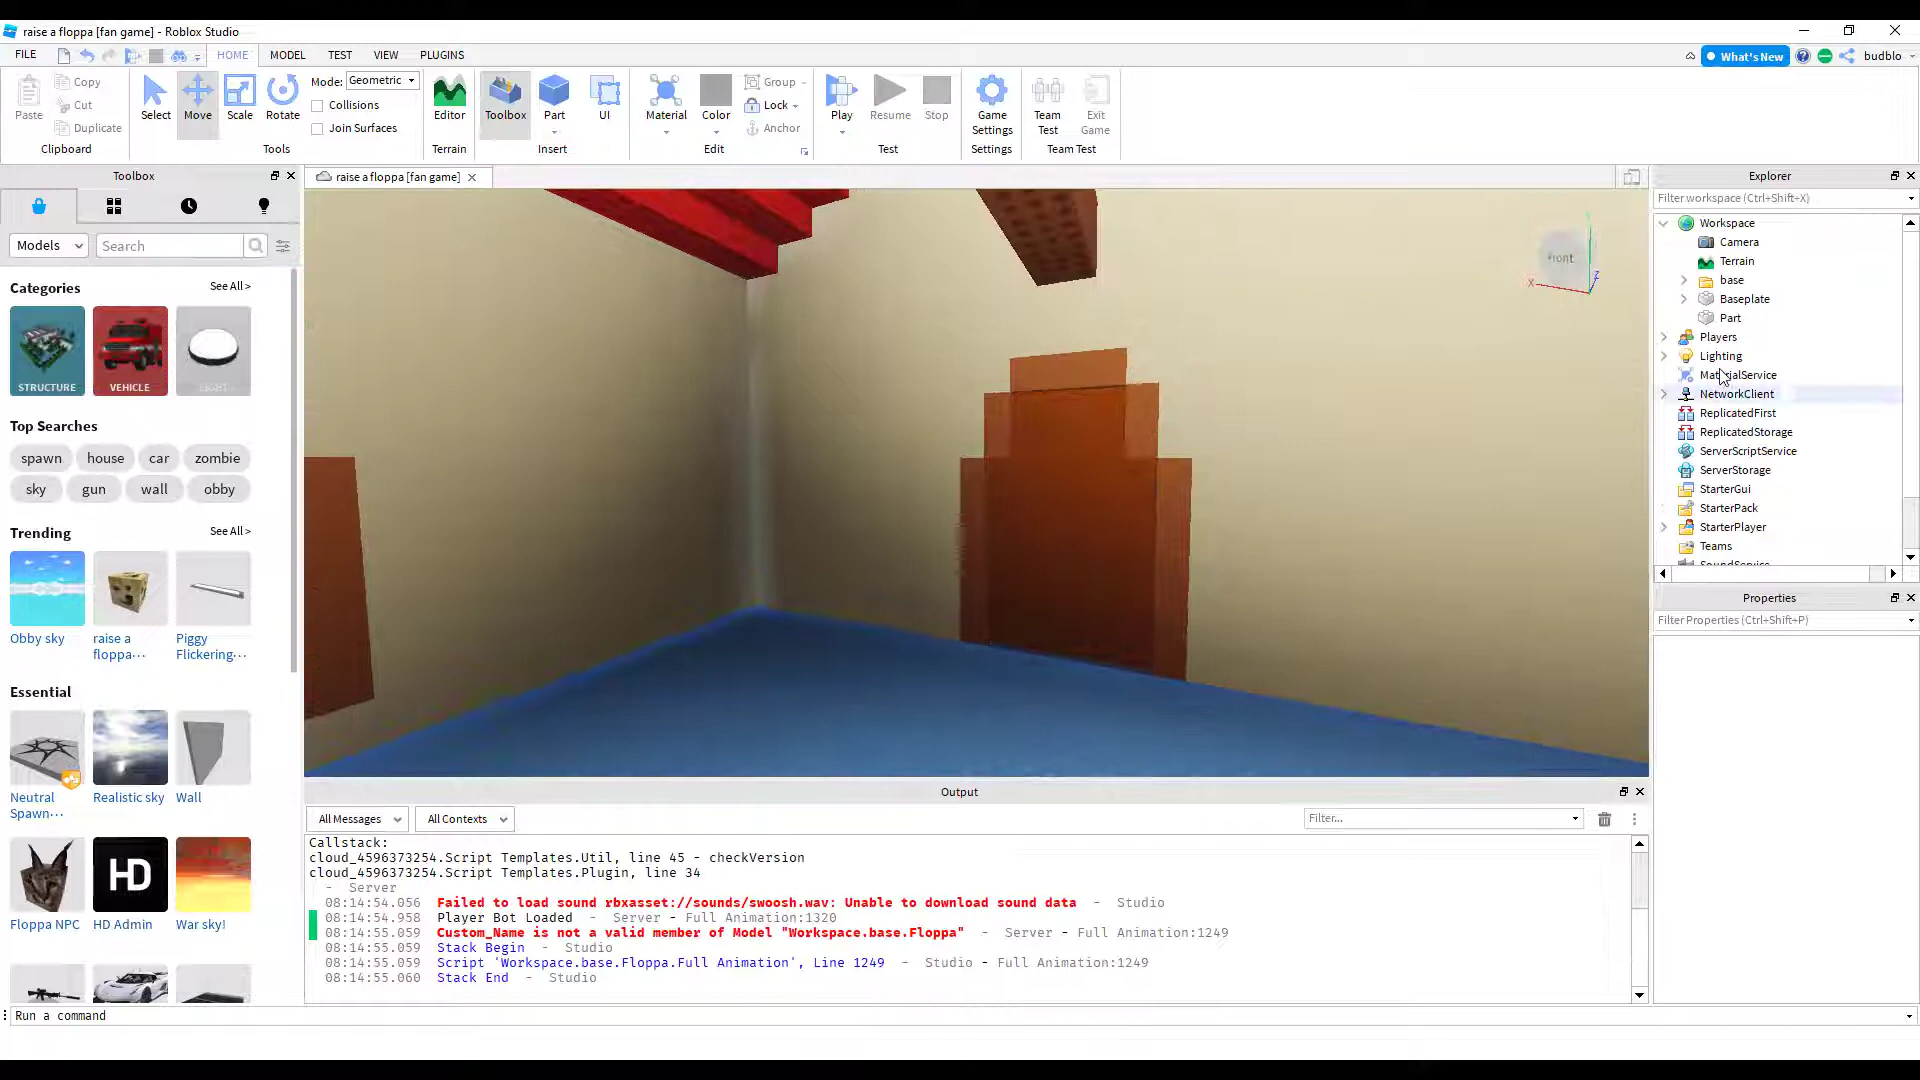 raise a floppa [fan game] - Roblox Studio
FILE
HOME
MODEL
TEST
VIEW
PLUGINS
What's New
budblo
Paste
Copy
Cut
Duplicate
Clipboard
Select
Move
Scale
Rotate
Mode: Geometric
Collisions
Join Surfaces
Tools
Editor
Terrain
Toolbox
Part
UI
Insert
Material
Color
Group
Lock
Anchor
Edit
Play
Resume
Stop
Test
Game
Settings
Settings
Team
Test
Exit
Game
Team Test
Toolbox
Models
Search
Categories
See All >
STRUCTURE
VEHICLE
LIGHT
Top Searches
spawn
house
car
zombie
sky
gun
wall
obby
Trending
See All >
Obby sky
raise a
floppa...
Piggy
Flickering...
Essential
Neutral
Spawn...
Realistic sky
Wall
HD
Floppa NPC
HD Admin
War sky!
raise a floppa [fan game]
Front
X
Z
Output
All Messages
All Contexts
Filter...
Callstack:
cloud_4596373254.Script Templates.Util, line 45 - checkVersion
cloud_4596373254.Script Templates.Plugin, line 34
- Server
08:14:54.056 Failed to load sound rbxasset://sounds/swoosh.wav: Unable to download sound data - Studio
08:14:54.958 Player Bot Loaded - Server - Full Animation:1320
08:14:55.059 Custom_Name is not a valid member of Model "Workspace.base.Floppa" - Server - Full Animation:1249
08:14:55.059 Stack Begin - Studio
08:14:55.059 Script 'Workspace.base.Floppa.Full Animation', Line 1249 - Studio - Full Animation:1249
08:14:55.060 Stack End - Studio
Run a command
Explorer
Filter workspace (Ctrl+Shift+X)
Workspace
Camera
Terrain
base
Baseplate
Part
Players
Lighting
MaterialService
NetworkClient
ReplicatedFirst
ReplicatedStorage
ServerScriptService
ServerStorage
StarterGui
StarterPack
StarterPlayer
Teams
SoundService
Properties
Filter Properties (Ctrl+Shift+P)